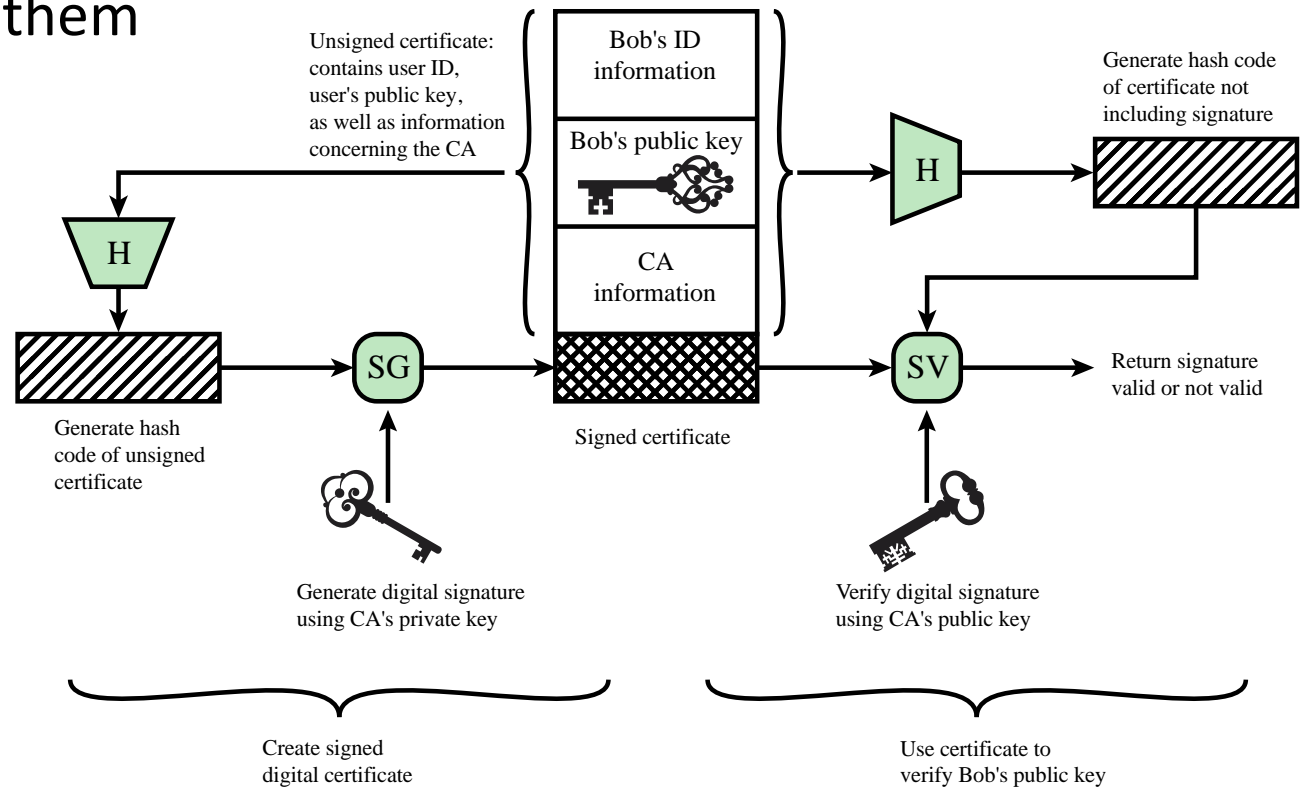 them
Unsigned certificate:
contains user ID,
user's public key,
as well as information
concerning the CA
Bob's ID
information
Bob's public key
CA
information
Generate hash code
of certificate not
including signature
H
H
SG
SV
Return signature
valid or not valid
Generate hash
code of unsigned
certificate
Signed certificate
Generate digital signature
using CA's private key
Verify digital signature
using CA's public key
Create signed
digital certificate
Use certificate to
verify Bob's public key